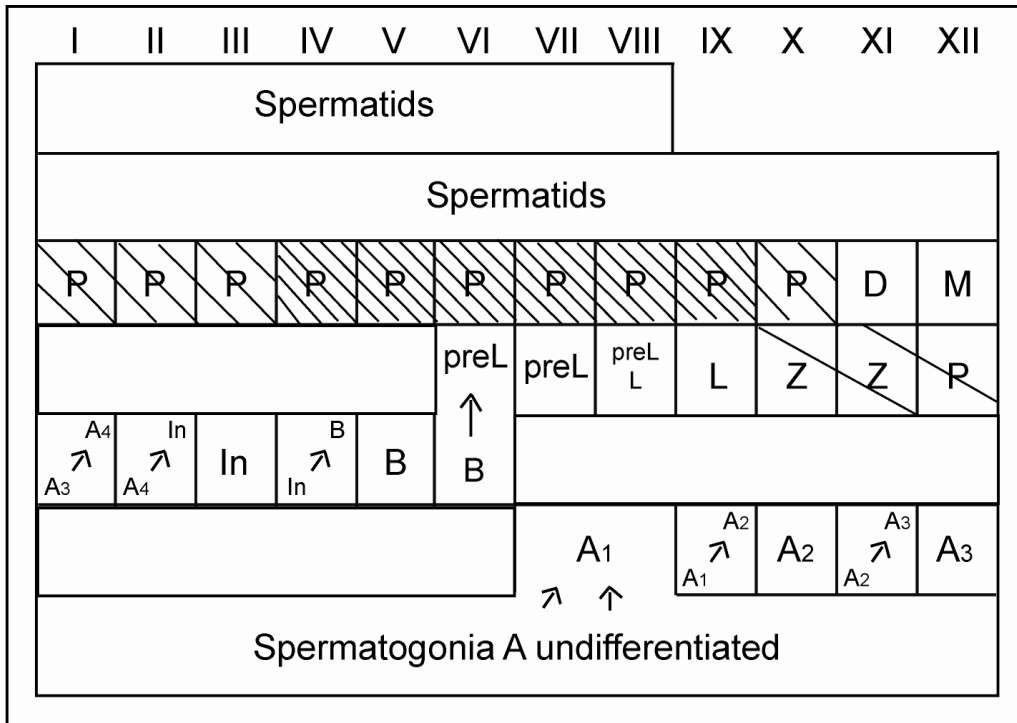 I II III IV V VI VII VIII IX X XI XII
Spermatids
Spermatids
P P P P P P P P P P D M
preL preL preL L Z Z P
L
A4 In B
In B B
A3 A4 In
A2 A3
A1 A2 A3
A1 A2
Spermatogonia A undifferentiated